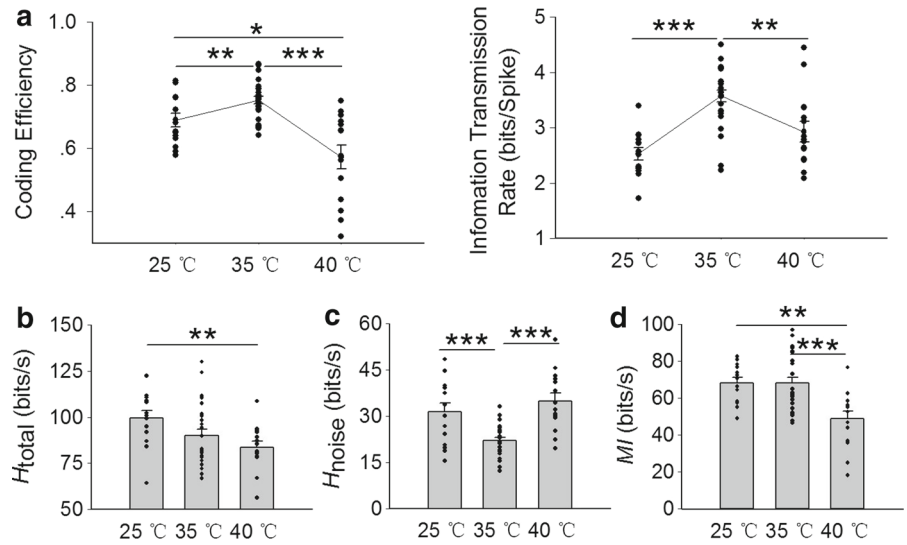 a
Coding Efficiency
1.0
.8
.6
.4
*
**
***
25 ℃ 35 ℃ 40 ℃
Infomation Transmission
Rate (bits/Spike)
5
4
3
2
1
***
**
25 ℃ 35 ℃ 40 ℃
b
Htotal (bits/s)
150
125
100
75
50
**
25 ℃ 35 ℃ 40 ℃
c
Hnoise (bits/s)
60
45
30
15
0
***
***
25 ℃ 35 ℃ 40 ℃
d
MI (bits/s)
100
80
60
40
20
0
**
***
25 ℃ 35 ℃ 40 ℃